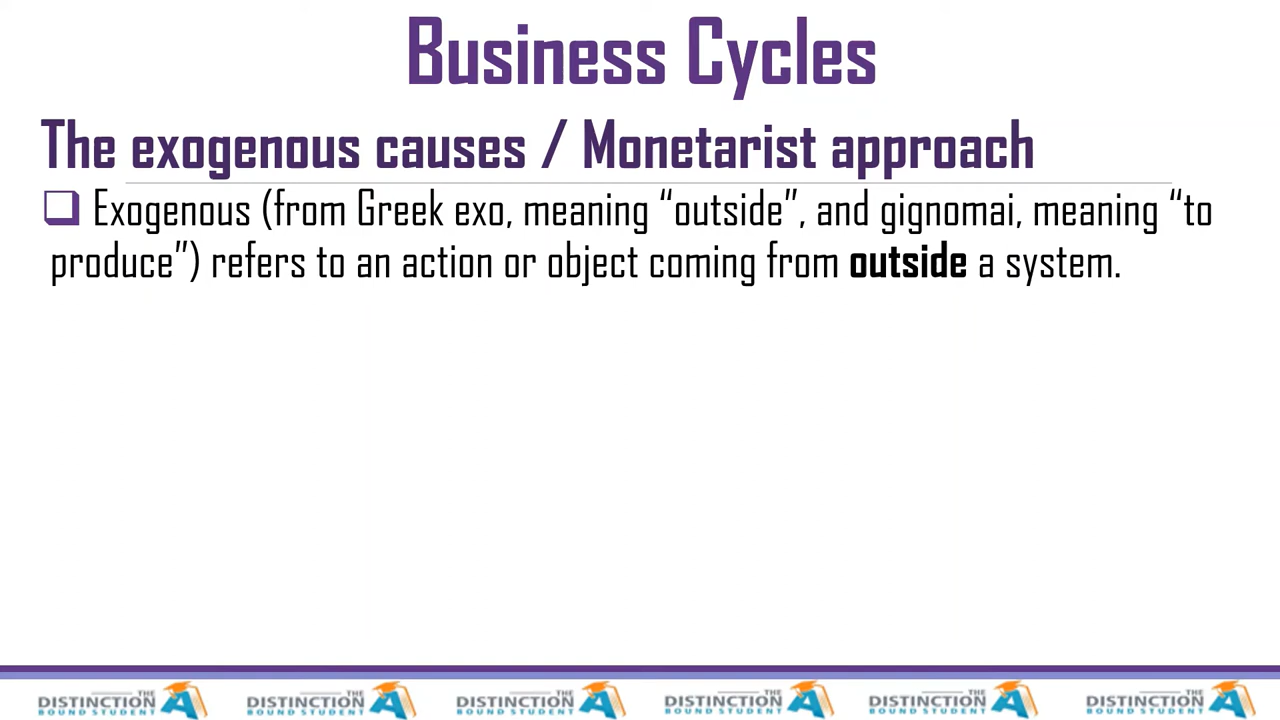 Business Cycles
The exogenous causes / Monetarist approach
Exogenous (from Greek exo, meaning “outside”, and gignomai, meaning “to
produce”) refers to an action or object coming from outside a system.
THE DISTINCTION BOUND STUDENT THE DISTINCTION BOUND STUDENT THE DISTINCTION BOUND STUDENT THE DISTINCTION BOUND STUDENT THE DISTINCTION BOUND STUDENT THE DISTINCTION BOUND STUDENT